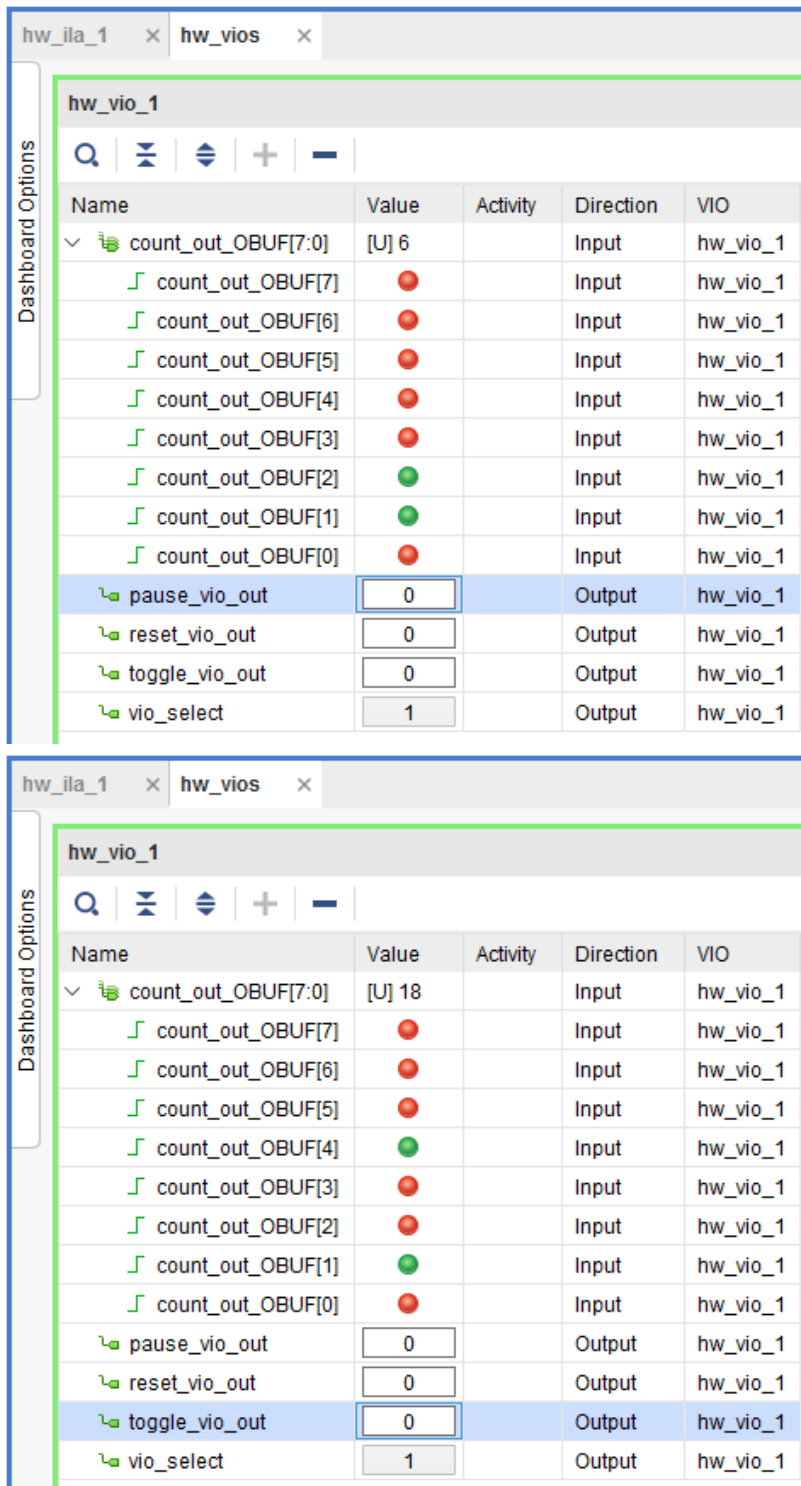 hw_ila_1 × hw_vios ×
Dashboard Options
hw_vio_1
Name Value Activity Direction VIO
count_out_OBUF[7:0] [U] 6 Input hw_vio_1
count_out_OBUF[7] Input hw_vio_1
count_out_OBUF[6] Input hw_vio_1
count_out_OBUF[5] Input hw_vio_1
count_out_OBUF[4] Input hw_vio_1
count_out_OBUF[3] Input hw_vio_1
count_out_OBUF[2] Input hw_vio_1
count_out_OBUF[1] Input hw_vio_1
count_out_OBUF[0] Input hw_vio_1
pause_vio_out 0 Output hw_vio_1
reset_vio_out 0 Output hw_vio_1
toggle_vio_out 0 Output hw_vio_1
vio_select 1 Output hw_vio_1
hw_ila_1 × hw_vios ×
Dashboard Options
hw_vio_1
Name Value Activity Direction VIO
count_out_OBUF[7:0] [U] 18 Input hw_vio_1
count_out_OBUF[7] Input hw_vio_1
count_out_OBUF[6] Input hw_vio_1
count_out_OBUF[5] Input hw_vio_1
count_out_OBUF[4] Input hw_vio_1
count_out_OBUF[3] Input hw_vio_1
count_out_OBUF[2] Input hw_vio_1
count_out_OBUF[1] Input hw_vio_1
count_out_OBUF[0] Input hw_vio_1
pause_vio_out 0 Output hw_vio_1
reset_vio_out 0 Output hw_vio_1
toggle_vio_out 0 Output hw_vio_1
vio_select 1 Output hw_vio_1